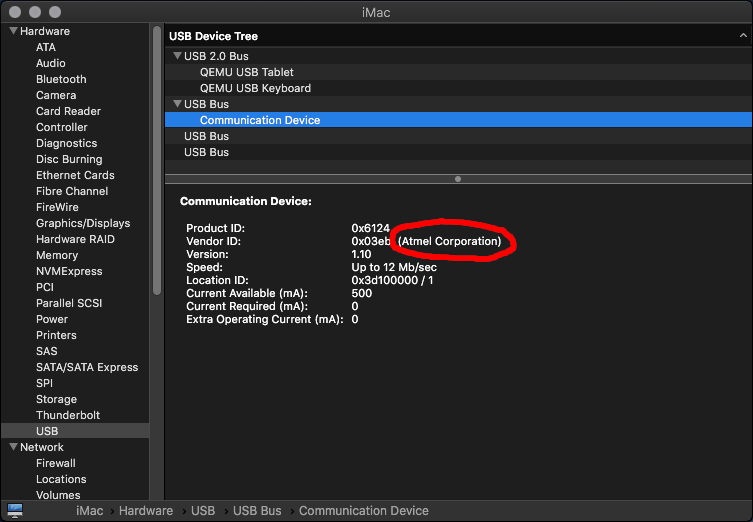 iMac
Hardware
ATA
Audio
Bluetooth
Camera
Card Reader
Controller
Diagnostics
Disc Burning
Ethernet Cards
Fibre Channel
FireWire
Graphics/Displays
Hardware RAID
Memory
NVMExpress
PCI
Parallel SCSI
Power
Printers
SAS
SATA/SATA Express
SPI
Storage
Thunderbolt
USB
Network
Firewall
Locations
Volumes
USB Device Tree
USB 2.0 Bus
QEMU USB Tablet
QEMU USB Keyboard
USB Bus
Communication Device
USB Bus
USB Bus
Communication Device:
Product ID: 0x6124
Vendor ID: 0x03eb (Atmel Corporation)
Version: 1.10
Speed: Up to 12 Mb/sec
Location ID: 0x3d100000 / 1
Current Available (mA): 500
Current Required (mA): 0
Extra Operating Current (mA): 0
iMac › Hardware › USB › USB Bus › Communication Device